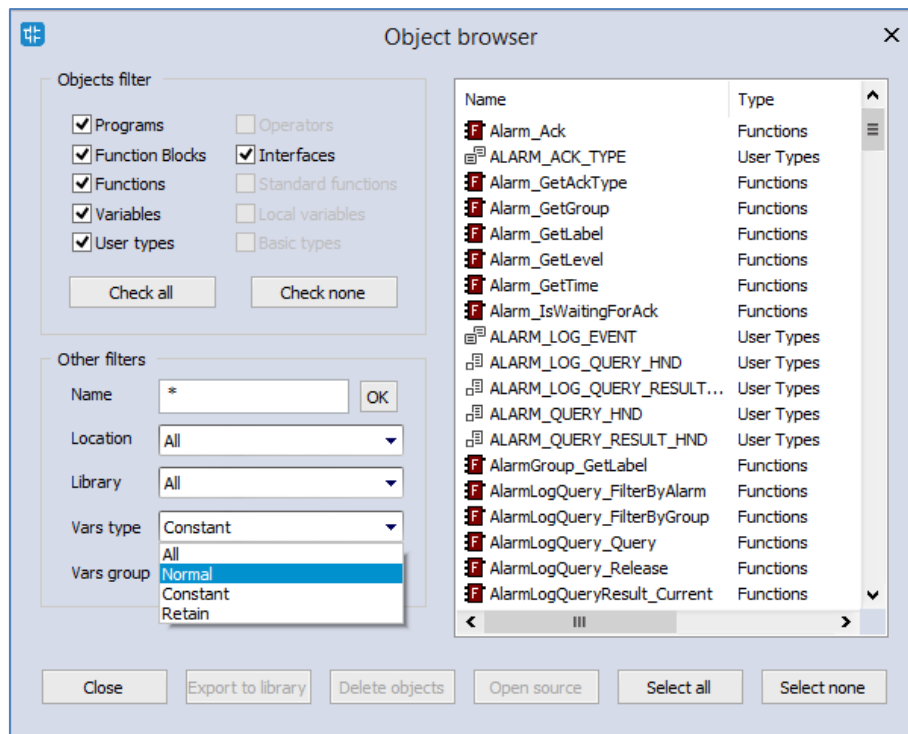 Object browser
Objects filter
Programs
Operators
Function Blocks
Interfaces
Functions
Standard functions
Variables
Local variables
User types
Basic types
Check all
Check none
Other filters
Name * OK
Location All
Library All
Vars type Constant
All
Vars group Normal
Constant
Retain
Name Type
Alarm_Ack Functions
ALARM_ACK_TYPE User Types
Alarm_GetAckType Functions
Alarm_GetGroup Functions
Alarm_GetLabel Functions
Alarm_GetLevel Functions
Alarm_GetTime Functions
Alarm_IsWaitingForAck Functions
ALARM_LOG_EVENT User Types
ALARM_LOG_QUERY_HND User Types
ALARM_LOG_QUERY_RESULT... User Types
ALARM_QUERY_HND User Types
ALARM_QUERY_RESULT_HND User Types
AlarmGroup_GetLabel Functions
AlarmLogQuery_FilterByAlarm Functions
AlarmLogQuery_FilterByGroup Functions
AlarmLogQuery_Query Functions
AlarmLogQuery_Release Functions
AlarmLogQueryResult_Current Functions
Close
Export to library
Delete objects
Open source
Select all
Select none